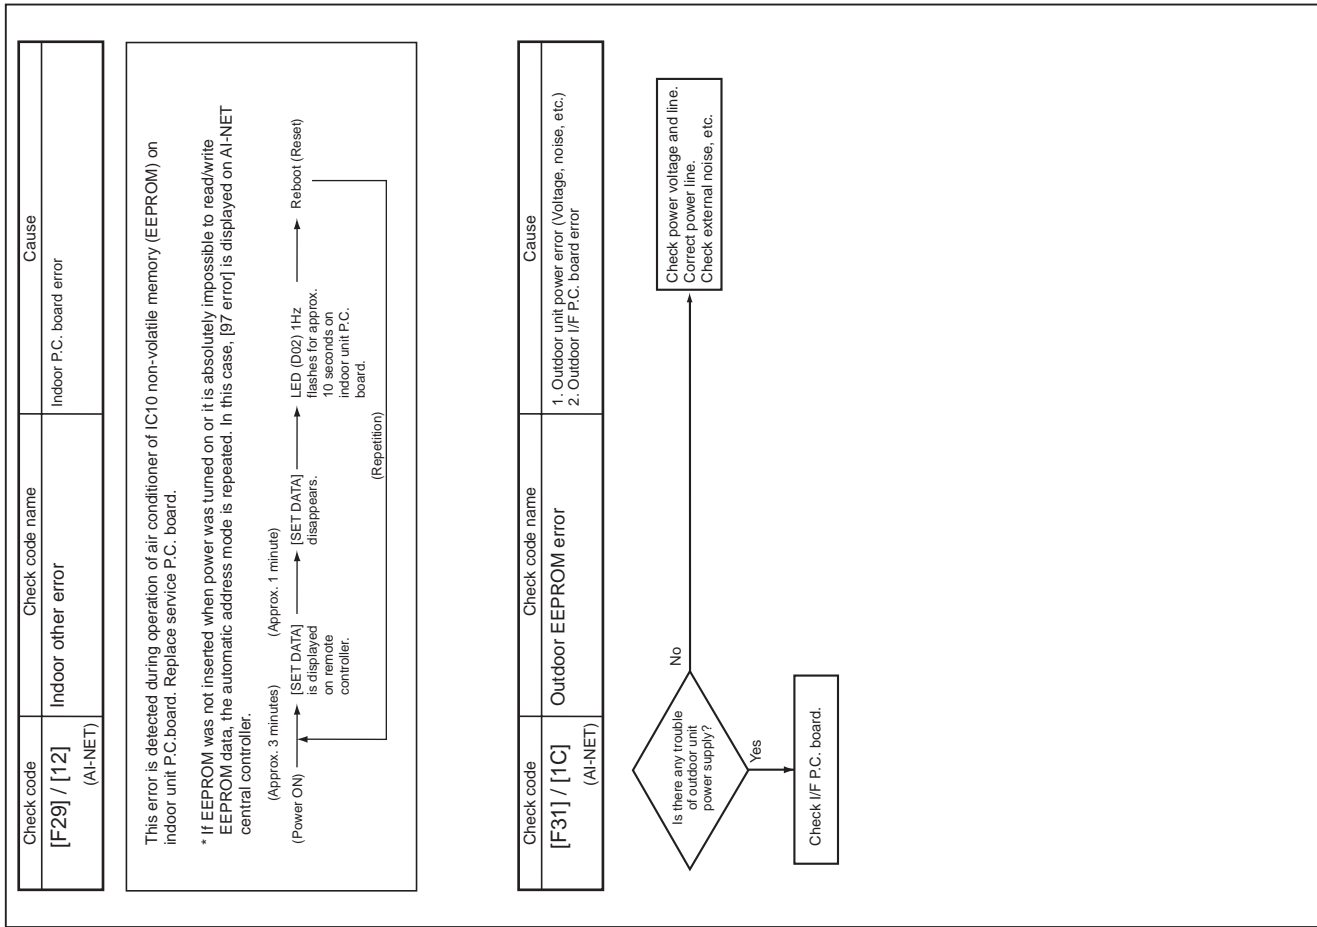 Check code
Check code name
Cause
[F29] / [12]
(AI-NET)
Indoor other error
Indoor P.C. board error
This error is detected during operation of air conditioner of IC10 non-volatile memory (EEPROM) on
indoor unit P.C.board. Replace service P.C. board.
* If EEPROM was not inserted when power was turned on or it is absolutely impossible to read/write
EEPROM data, the automatic address mode is repeated. In this case, [97 error] is displayed on AI-NET
central controller.
(Approx. 3 minutes)
(Approx. 1 minute)
(Power ON)
[SET DATA]
is displayed
on remote
controller.
[SET DATA]
disappears.
LED (D02) 1Hz
flashes for approx.
10 seconds on
indoor unit P.C.
board.
Reboot (Reset)
(Repetition)
Check code
Check code name
Cause
[F31] / [1C]
(AI-NET)
Outdoor EEPROM error
1. Outdoor unit power error (Voltage, noise, etc.)
2. Outdoor I/F P.C. board error
Is there any trouble
of outdoor unit
power supply?
No
Check power voltage and line.
Correct power line.
Check external noise, etc.
Yes
Check I/F P.C. board.